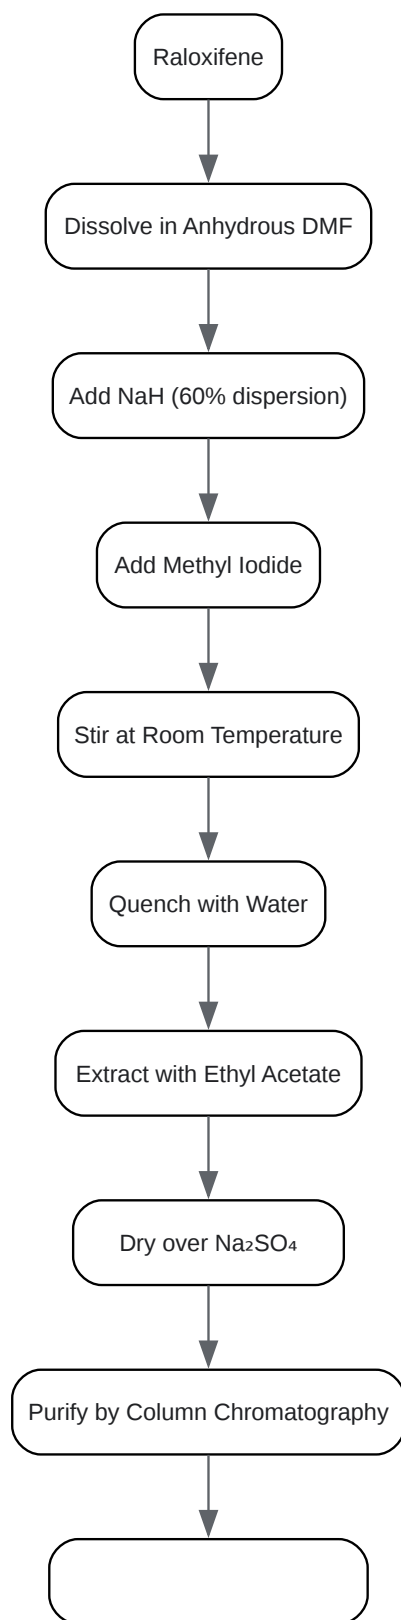 Raloxifene
Dissolve in Anhydrous DMF
Add NaH (60% dispersion)
Add Methyl Iodide
Stir at Room Temperature
Quench with Water
Extract with Ethyl Acetate
Dry over Na₂SO₄
Purify by Column Chromatography